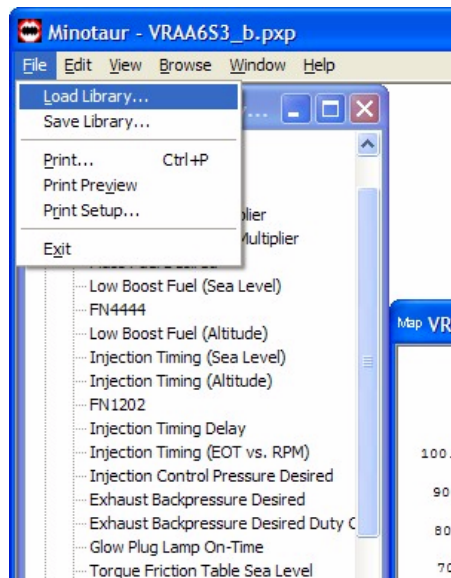 Minotaur - VRAA6S3_b.pxp
File Edit View Browse Window Help
Load Library...
Save Library...
Print... Ctrl+P
Print Preview
Print Setup...
Exit
Low Boost Fuel (Sea Level)
FN4444
Low Boost Fuel (Altitude)
Injection Timing (Sea Level)
Injection Timing (Altitude)
FN1202
Injection Timing Delay
Injection Timing (EOT vs. RPM)
Injection Control Pressure Desired
Exhaust Backpressure Desired
Exhaust Backpressure Desired Duty C
Glow Plug Lamp On-Time
Torque Friction Table Sea Level
Map VR
100.
90
80
70